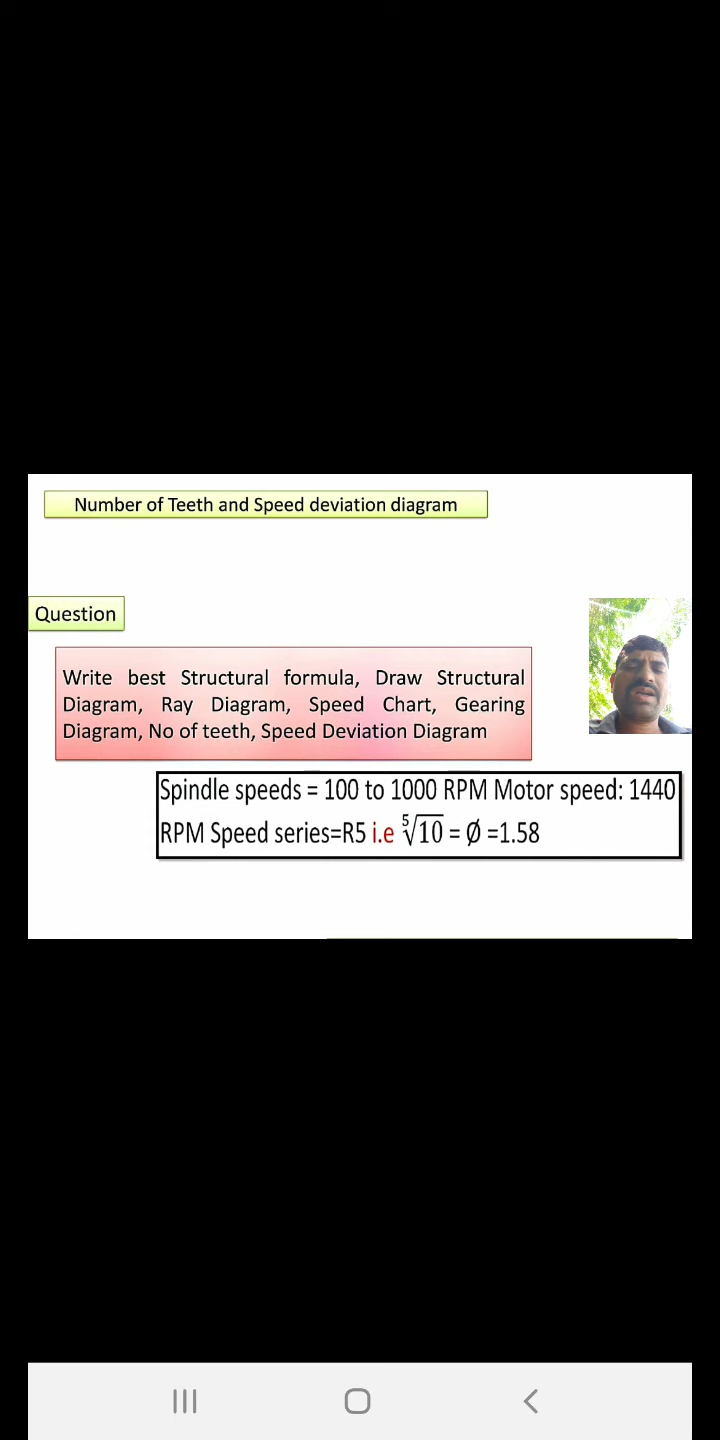 Number of Teeth and Speed deviation diagram
Question
Write best Structural formula, Draw Structural
Diagram, Ray Diagram, Speed Chart, Gearing
Diagram, No of teeth, Speed Deviation Diagram
Spindle speeds = 100 to 1000 RPM Motor speed: 1440
RPM Speed series=R5 i.e ⁵√10 = Ø =1.58